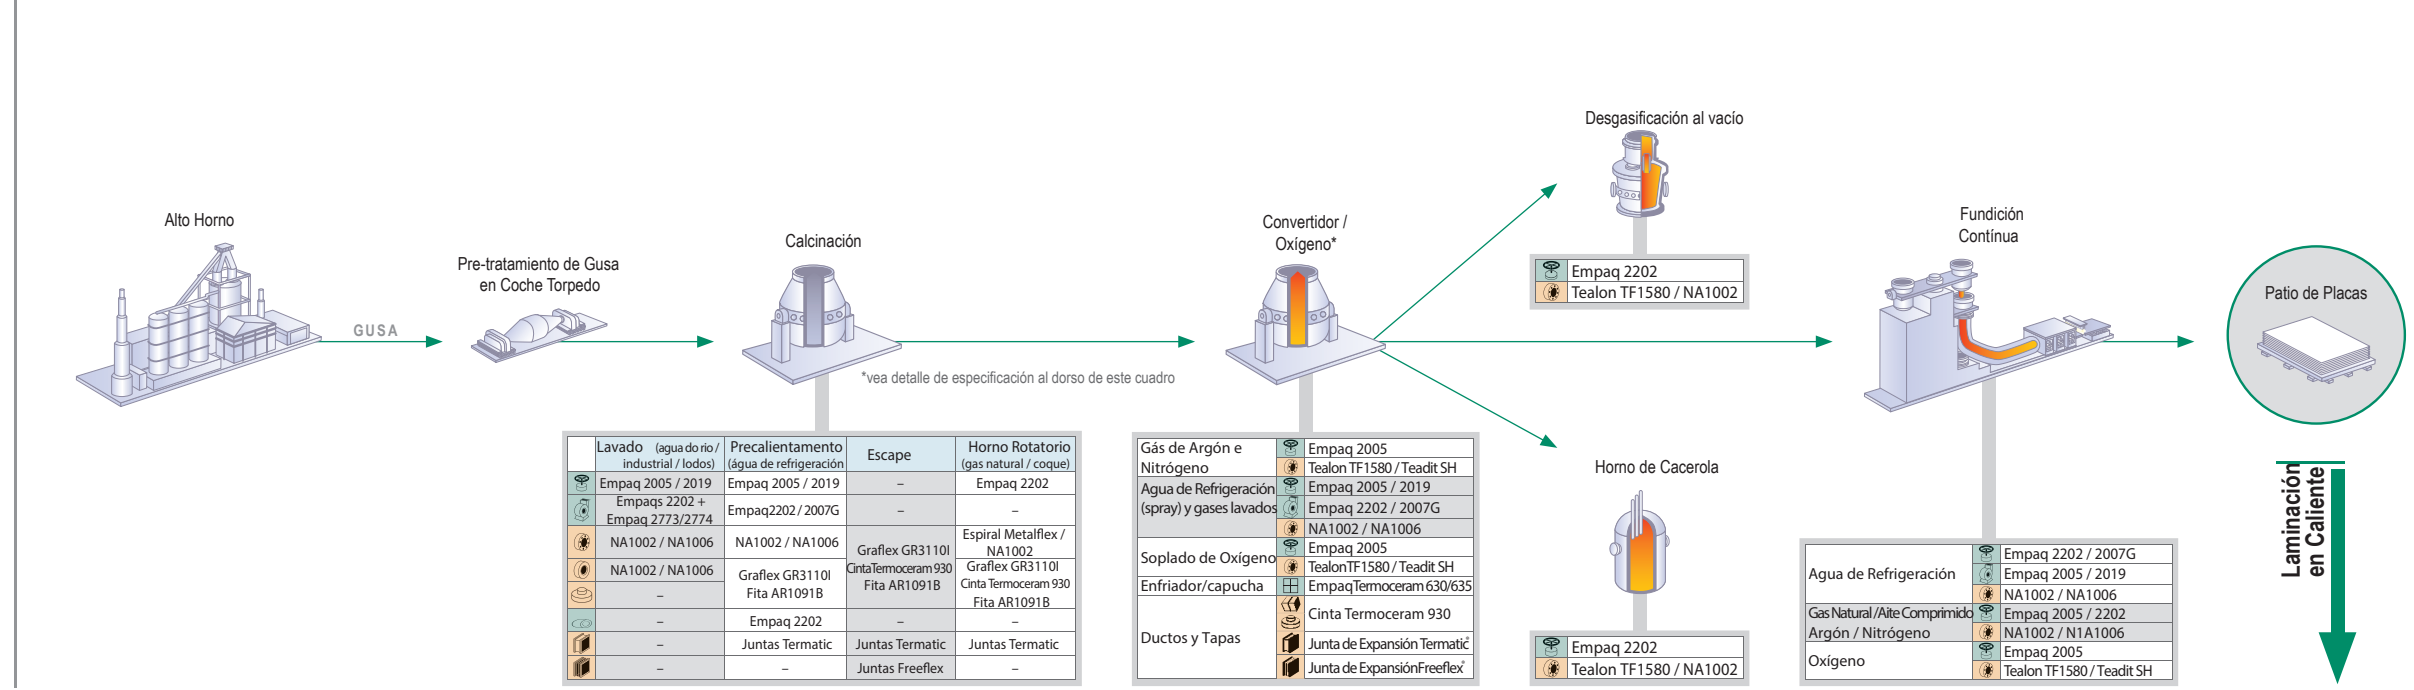 Desgasificación al vacío
Alto Horno
Convertidor /
Oxígeno*
Fundición
Contínua
Calcinación
Pre-tratamiento de Gusa
en Coche Torpedo
Empaq 2202
Tealon TF1580 / NA1002
Patio de Placas
GUSA
*vea detalle de especificación al dorso de este cuadro
Lavado (agua do rio / industrial / lodos)
Precalientamento (água de refrigeración
Escape
Horno Rotatorio (gas natural / coque)
Empaq 2005 / 2019
Empaq 2005 / 2019
–
Empaq 2202
Empaqs 2202 +
Empaq 2773/2774
Empaq2202 / 2007G
–
–
NA1002 / NA1006
NA1002 / NA1006
Graflex GR3110I
CintaTermoceram 930
Fita AR1091B
Espiral Metalflex /
NA1002
NA1002 / NA1006
Graflex GR3110I
Fita AR1091B
Graflex GR3110I
Cinta Termoceram 930
Fita AR1091B
–
–
Empaq 2202
–
–
–
Juntas Termatic
Juntas Termatic
Juntas Termatic
–
–
Juntas Freeflex
–
Gás de Argón e
Nitrógeno
Empaq 2005
Tealon TF1580 / Teadit SH
Agua de Refrigeración
(spray) y gases lavados
Empaq 2005 / 2019
Empaq 2202 / 2007G
NA1002 / NA1006
Soplado de Oxígeno
Empaq 2005
TealonTF1580 / Teadit SH
Enfriador/capucha
EmpaqTermoceram 630/635
Ductos y Tapas
Cinta Termoceram 930
Junta de Expansión Termatic®
Junta de ExpansiónFreeflex®
Horno de Cacerola
Empaq 2202
Tealon TF1580 / NA1002
Agua de Refrigeración
Empaq 2202 / 2007G
Empaq 2005 / 2019
NA1002 / NA1006
Gas Natural /Aite Comprimido
Argón / Nitrógeno
Empaq 2005 / 2202
NA1002 / N1A1006
Oxígeno
Empaq 2005
Tealon TF1580 / Teadit SH
Laminación
en Caliente